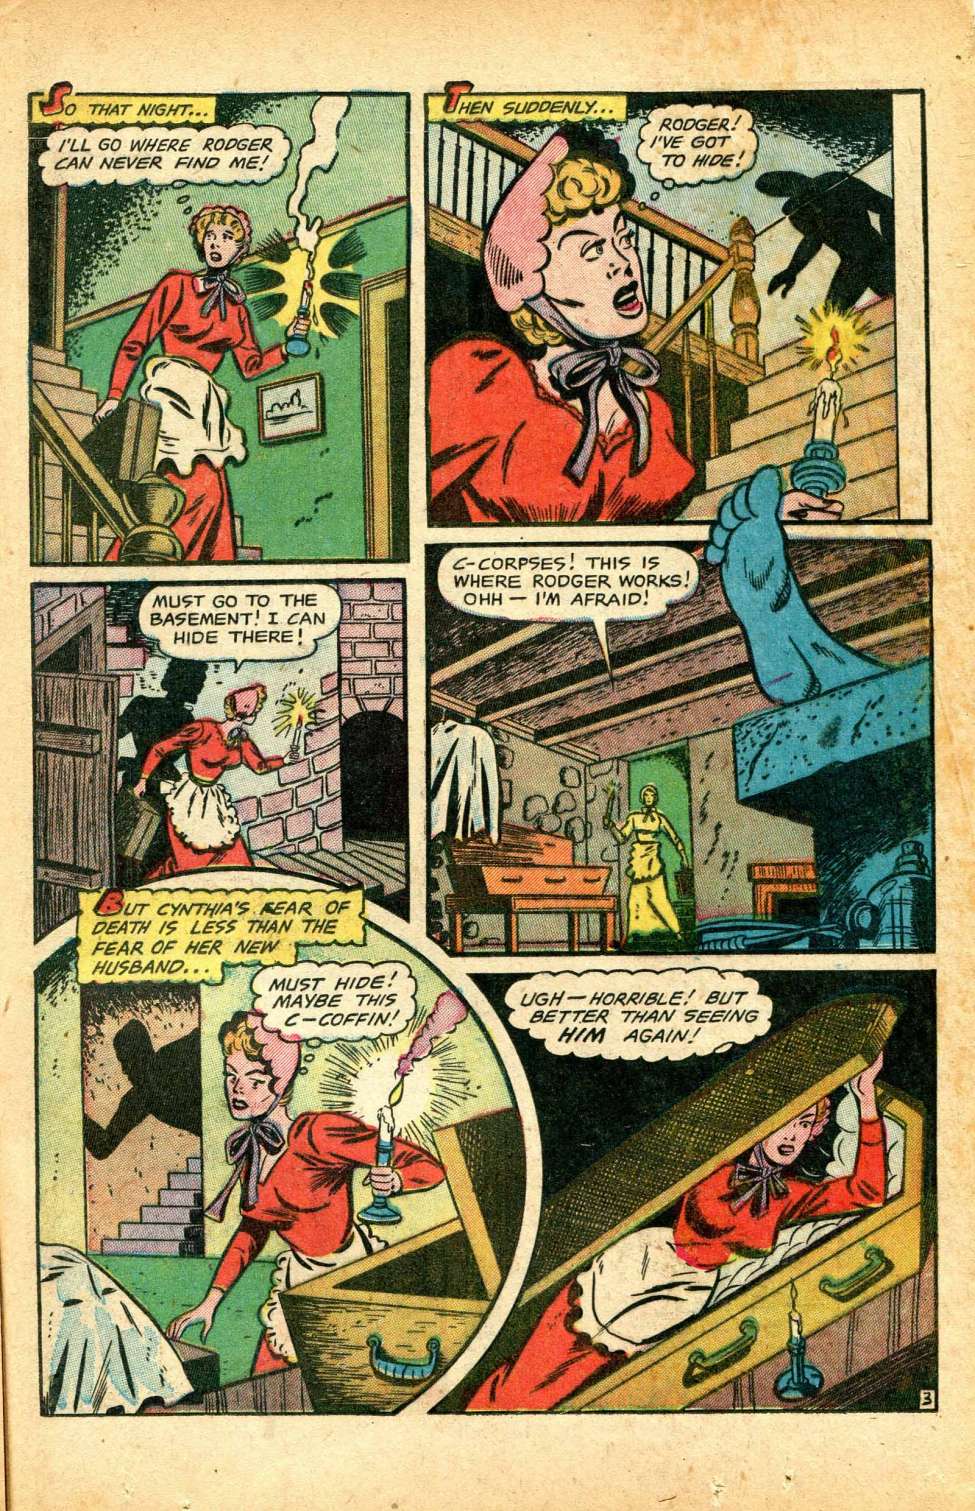 SO THAT NIGHT...
I'LL GO WHERE RODGER
CAN NEVER FIND ME!
THEN SUDDENLY...
RODGER!
I'VE GOT
TO HIDE!
MUST GO TO THE
BASEMENT! I CAN
HIDE THERE!
C-CORPSES! THIS IS
WHERE RODGER WORKS!
OHH — I'M AFRAID!
BUT CYNTHIA'S FEAR OF
DEATH IS LESS THAN THE
FEAR OF HER NEW
HUSBAND...
MUST HIDE!
MAYBE THIS
C-COFFIN!
UGH — HORRIBLE! BUT
BETTER THAN SEEING
HIM AGAIN!
3